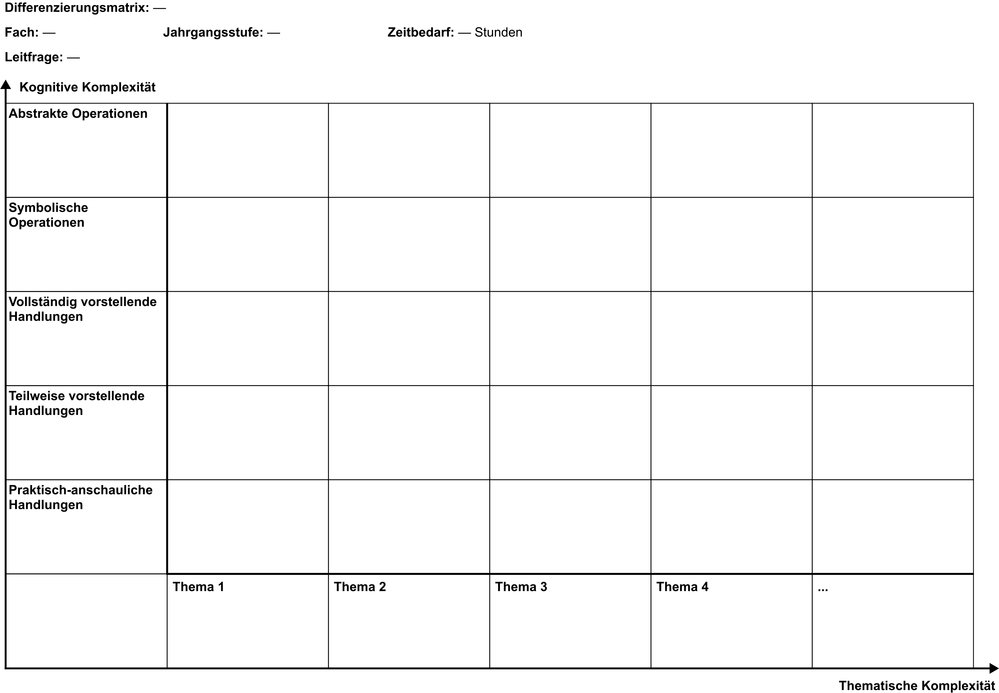 Differenzierungsmatrix: —
Fach: — Jahrgangsstufe: — Zeitbedarf: — Stunden
Leitfrage: —
Kognitive Komplexität
Abstrakte Operationen
Symbolische
Operationen
Vollständig vorstellende
Handlungen
Teilweise vorstellende
Handlungen
Praktisch-anschauliche
Handlungen
Thema 1
Thema 2
Thema 3
Thema 4
...
Thematische Komplexität